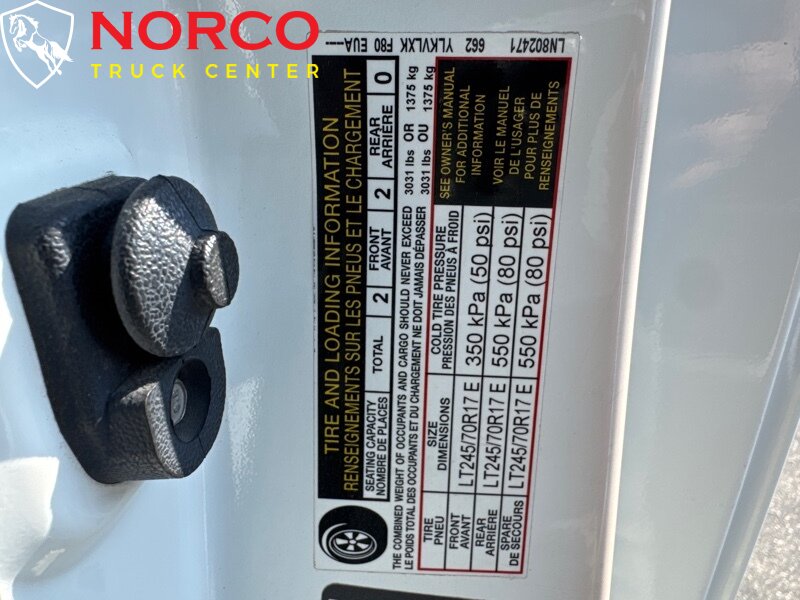 NORCO
TRUCK CENTER
TIRE AND LOADING INFORMATION
RENSEIGNEMENTS SUR LES PNEUS ET LE CHARGEMENT
SEATING CAPACITY TOTAL 2 FRONT 2 REAR 0
NOMBRE DE PLACES AVANT ARRIÈRE
THE COMBINED WEIGHT OF OCCUPANTS AND CARGO SHOULD NEVER EXCEED 3031 lbs OR 1375 kg
LE POIDS TOTAL DES OCCUPANTS ET DU CHARGEMENT NE DOIT JAMAIS DÉPASSER 3031 lbs OU 1375 kg
TIRE SIZE COLD TIRE PRESSURE
PNEU DIMENSIONS PRESSION DES PNEUS À FROID
FRONT
AVANT LT245/70R17 E 350 kPa (50 psi)
REAR
ARRIÈRE LT245/70R17 E 550 kPa (80 psi)
SPARE
DE SECOURS LT245/70R17 E 550 kPa (80 psi)
SEE OWNER'S MANUAL
FOR ADDITIONAL
INFORMATION
VOIR LE MANUEL
DE L'USAGER
POUR PLUS DE
RENSEIGNEMENTS
LN802471 662 YLKVLXK F80 EUA----